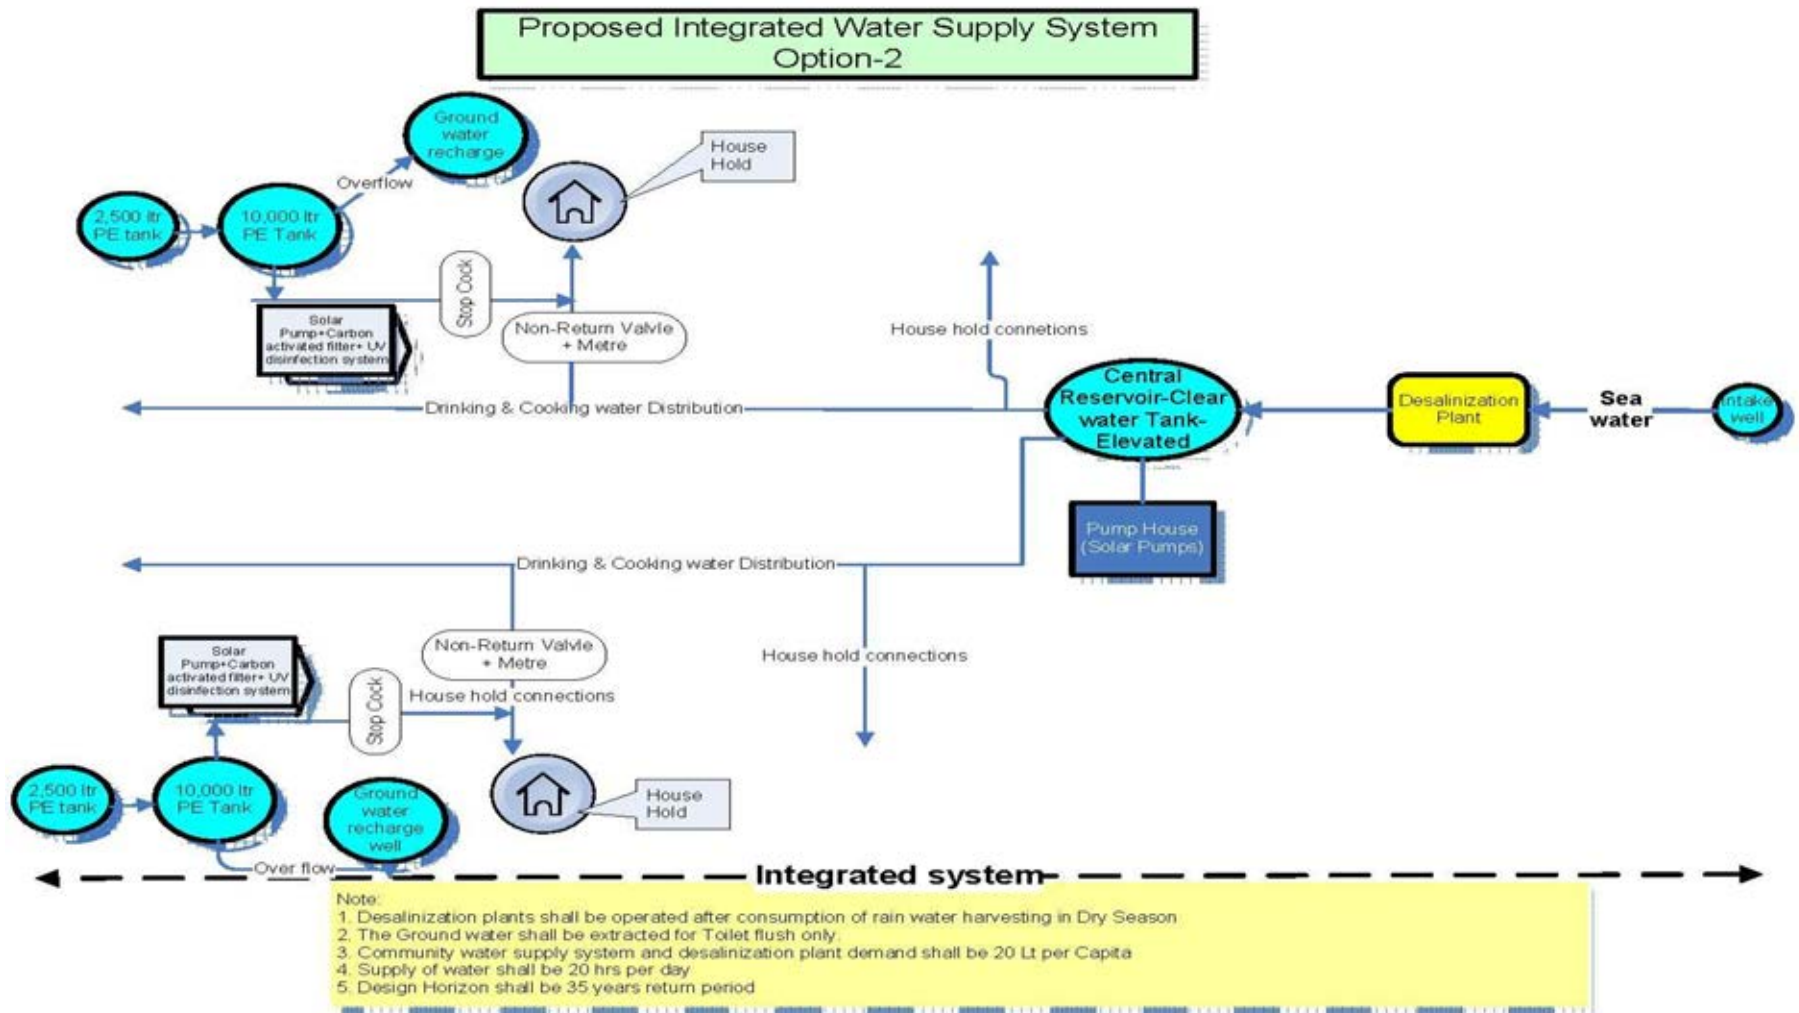 Proposed Integrated Water Supply System
Option-2
Ground
water
recharge
House
Hold
Overflow
2,500 ltr
PE tank
10,000 ltr
PE Tank
Stop Cock
Solar
Pump+Carbon
activated filter+ UV
disinfection system
Non-Return Valvle
+ Metre
House hold connetions
Drinking & Cooking water Distribution
Central
Reservoir-Clear
water Tank-
Elevated
Desalinization
Plant
Sea
water
Intake
well
Pump House
(Solar Pumps)
Drinking & Cooking water Distribution
Non-Return Valvle
+ Metre
House hold connections
Solar
Pump+Carbon
activated filter+ UV
disinfection system
Stop Cock
House hold connections
2,500 ltr
PE tank
10,000 ltr
PE Tank
Ground
water
recharge
well
House
Hold
Over flow
Integrated system
Note:
1. Desalinization plants shall be operated after consumption of rain water harvesting in Dry Season
2. The Ground water shall be extracted for Toilet flush only.
3. Community water supply system and desalinization plant demand shall be 20 Lt per Capita
4. Supply of water shall be 20 hrs per day
5. Design Horizon shall be 35 years return period